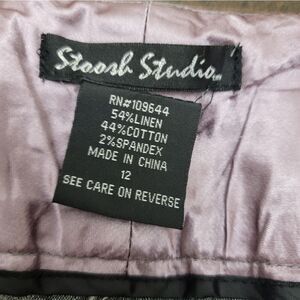 Stoosh Studio
RN#109644
54%LINEN
44%COTTON
2%SPANDEX
MADE IN CHINA
12
SEE CARE ON REVERSE